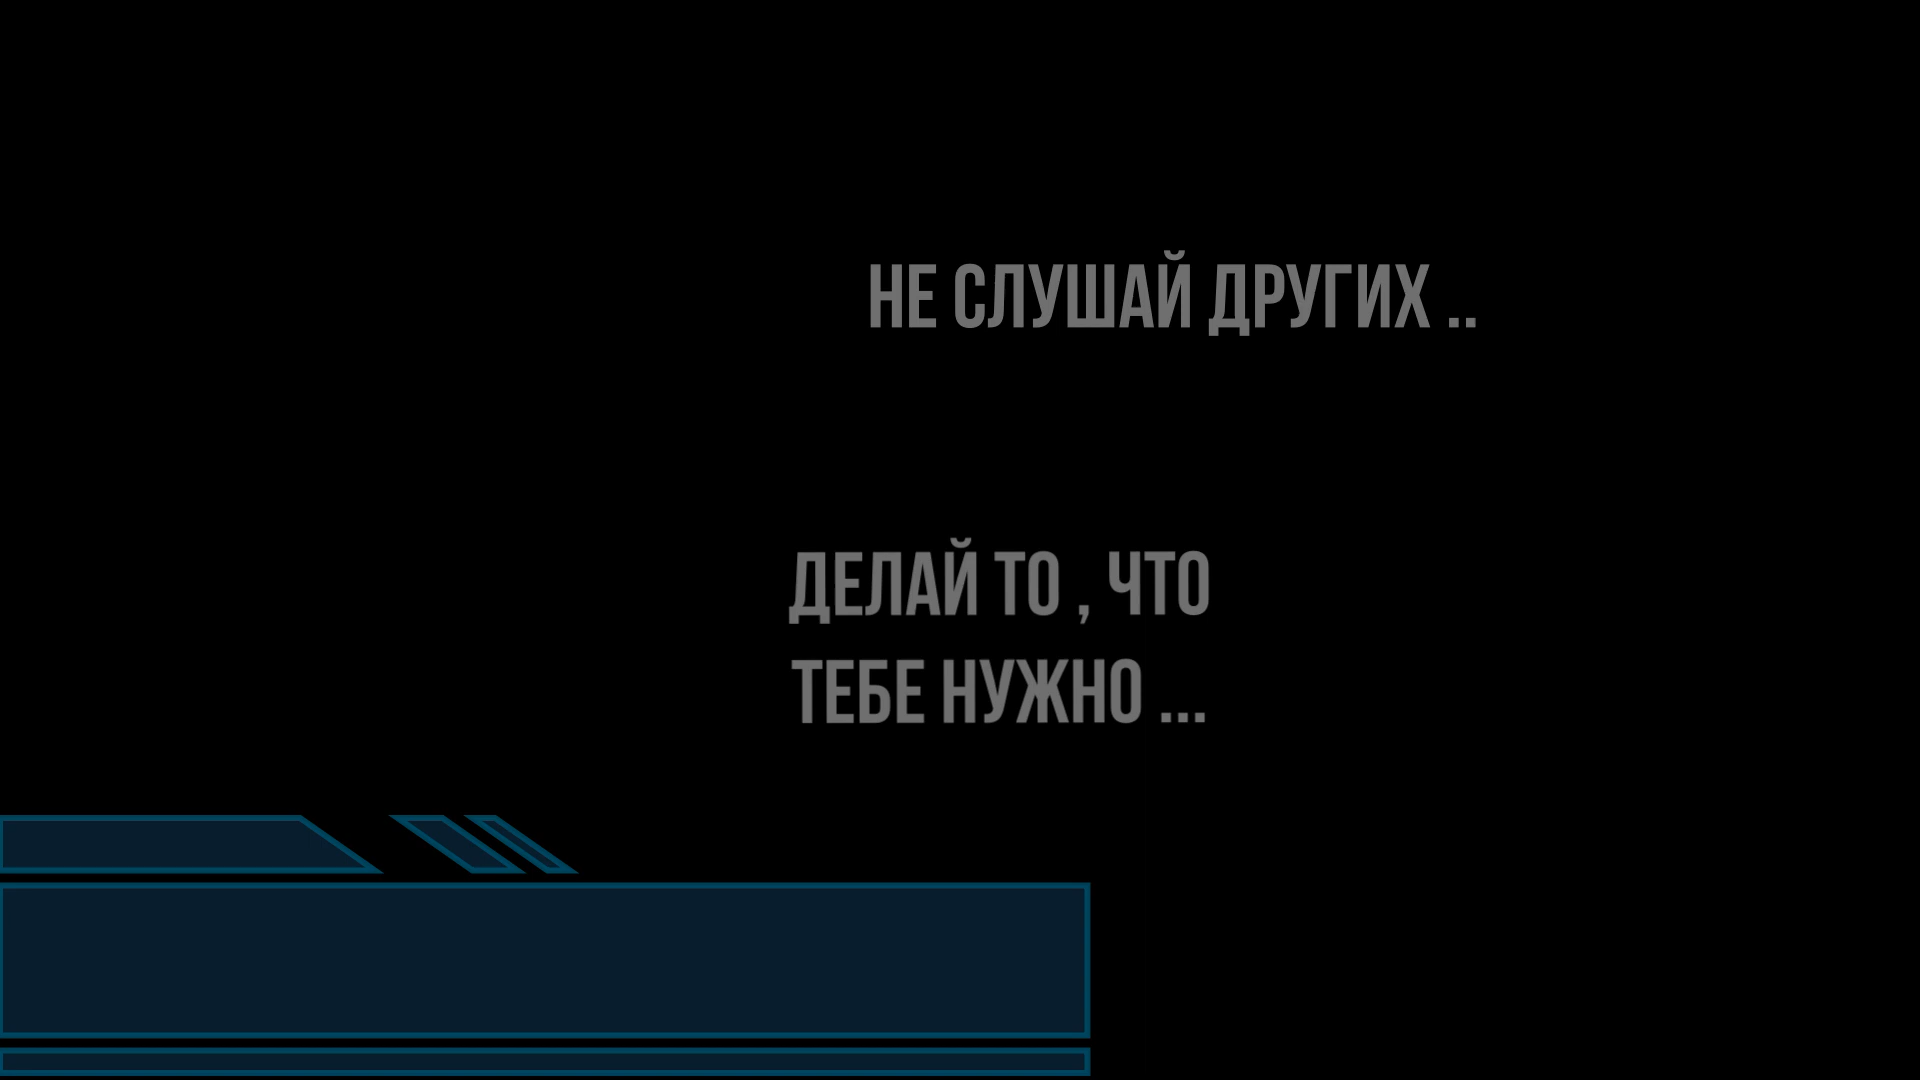 НЕ СЛУШАЙ ДРУГИХ ..
ДЕЛАЙ ТО , ЧТО
ТЕБЕ НУЖНО ...